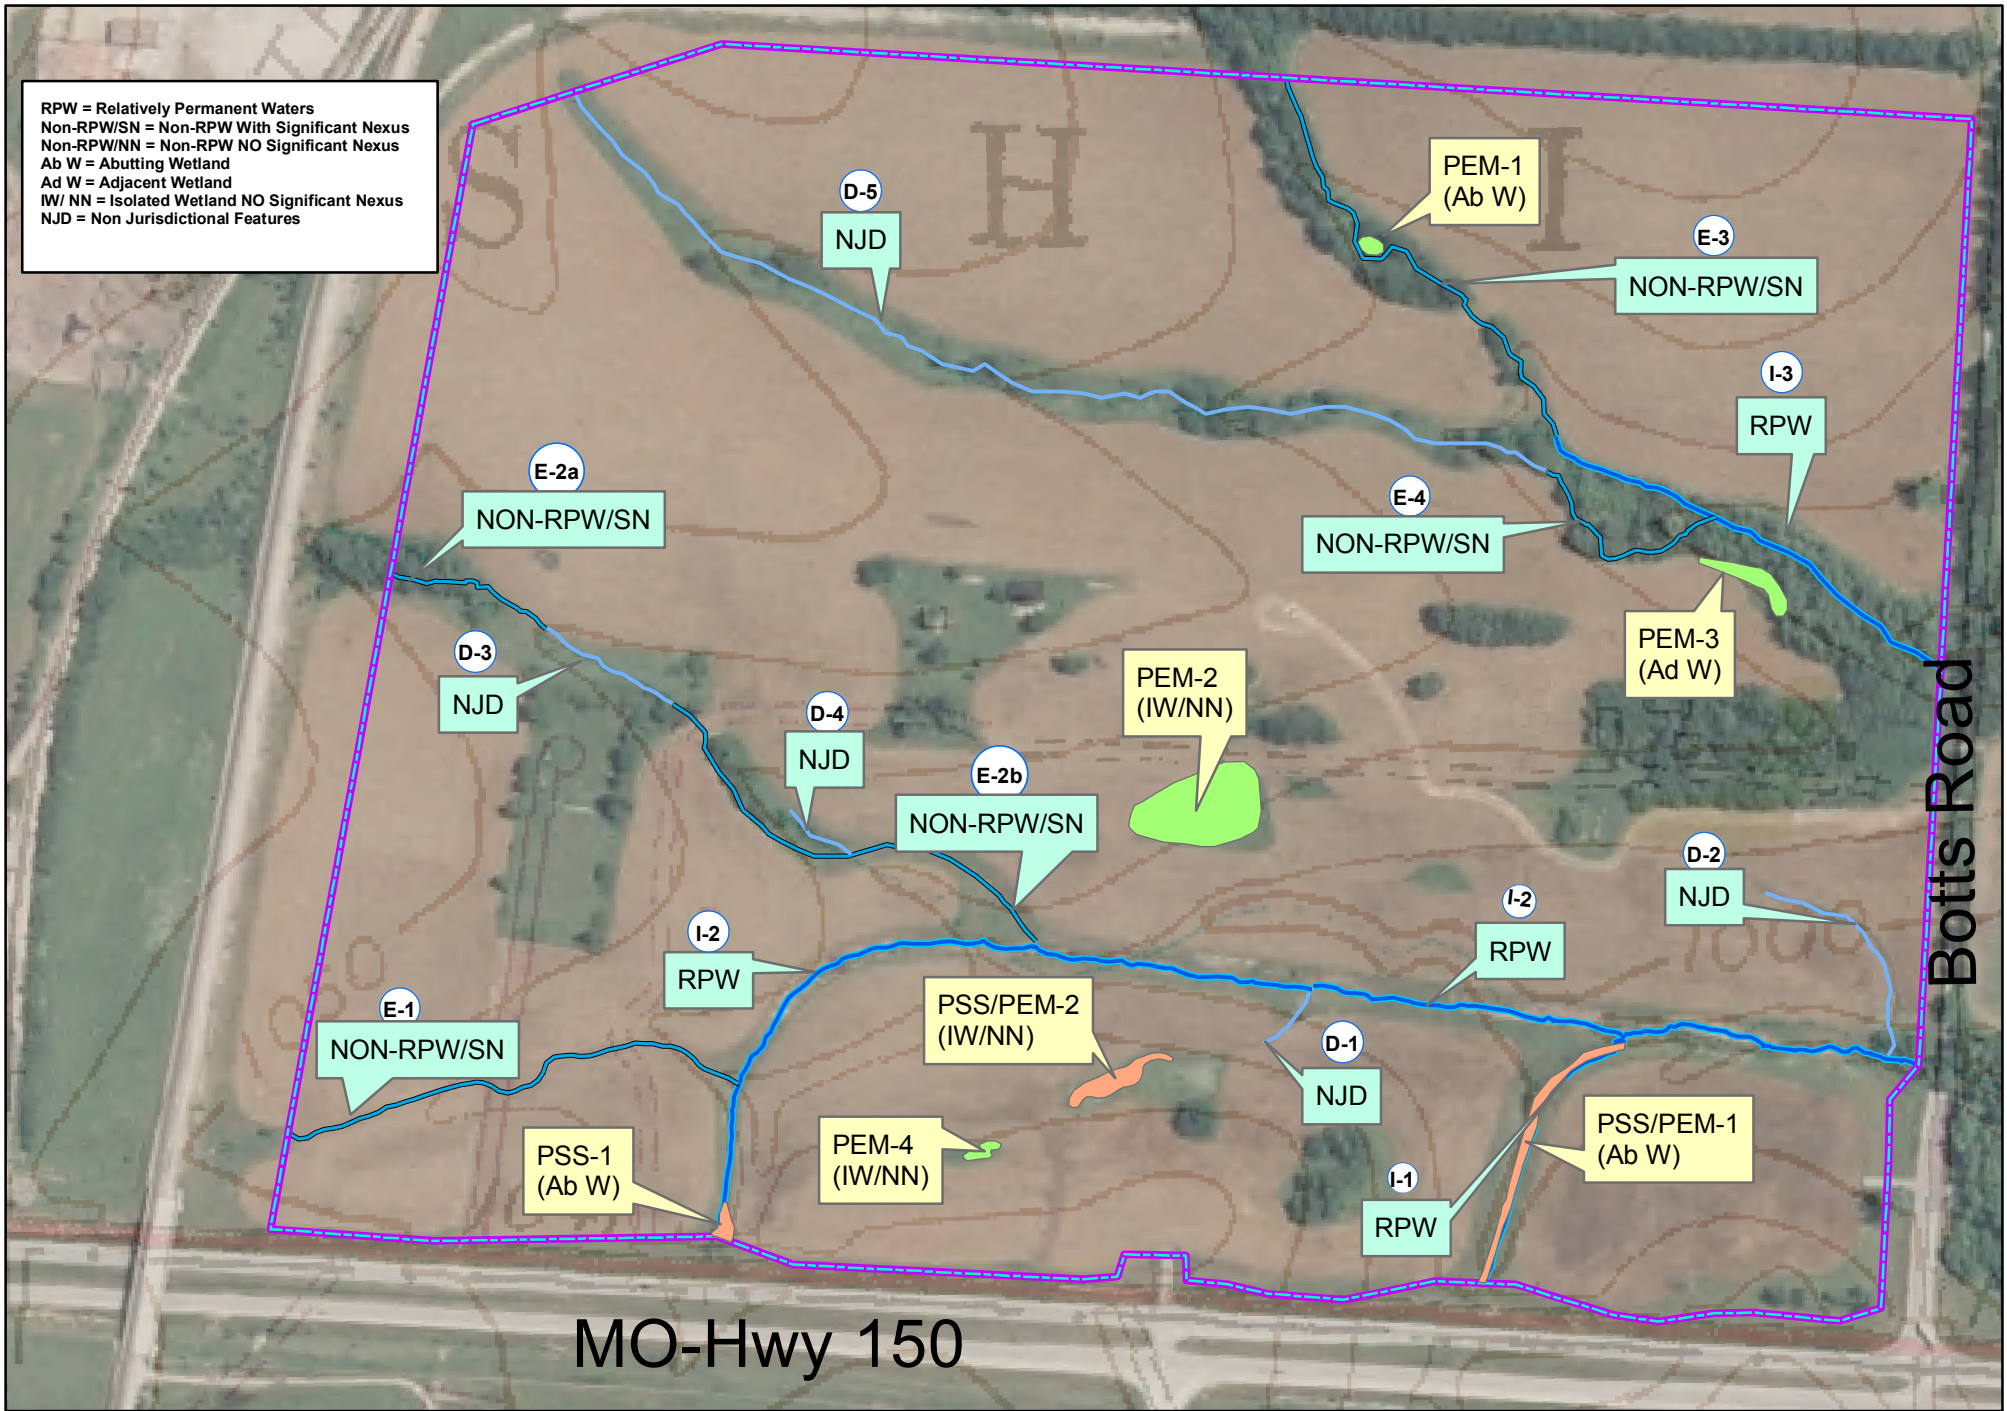 RPW = Relatively Permanent Waters
Non-RPW/SN = Non-RPW With Significant Nexus
Non-RPW/NN = Non-RPW NO Significant Nexus
Ab W = Abutting Wetland
Ad W = Adjacent Wetland
IW/ NN = Isolated Wetland NO Significant Nexus
NJD = Non Jurisdictional Features
S H I
D-5
NJD
PEM-1
(Ab W)
E-3
NON-RPW/SN
I-3
RPW
E-2a
NON-RPW/SN
E-4
NON-RPW/SN
D-3
NJD
PEM-3
(Ad W)
D-4
NJD
PEM-2
(IW/NN)
E-2b
NON-RPW/SN
D-2
NJD
I-2
RPW
I-2
RPW
Botts Road
E-1
NON-RPW/SN
PSS/PEM-2
(IW/NN)
D-1
NJD
PSS-1
(Ab W)
PEM-4
(IW/NN)
PSS/PEM-1
(Ab W)
I-1
RPW
MO-Hwy 150